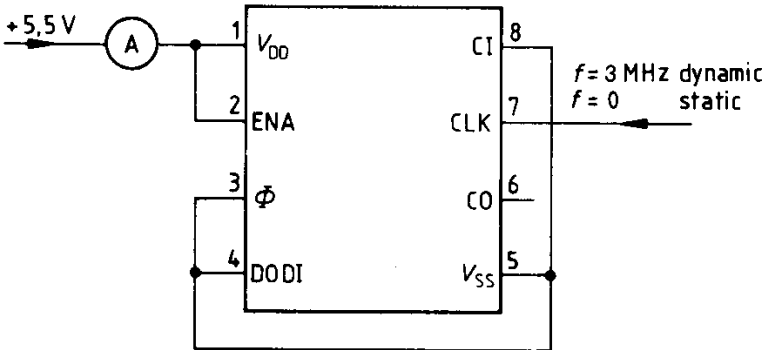 +5,5 V
A
1
V_DD
2
ENA
3
Φ
4
DODI
8
CI
7
CLK
6
CO
5
V_SS
f = 3 MHz dynamic
f = 0 static